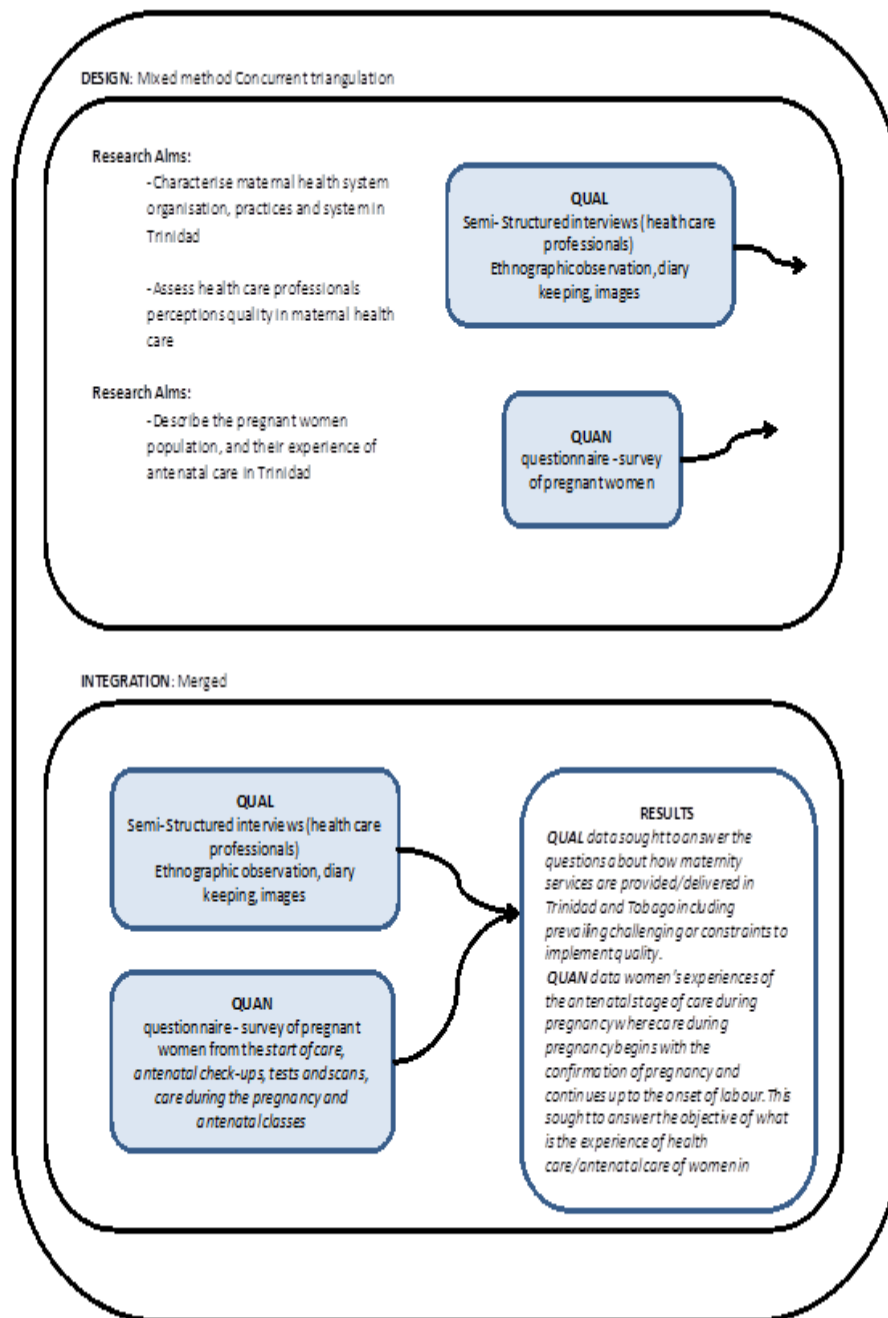 DESIGN: Mixed method Concurrent triangulation
Research Aims:
-Characterise maternal health system
organisation, practices and system in
Trinidad
-Assess health care professionals
perceptions quality in maternal health
care
Research Aims:
-Describe the pregnant women
population, and their experience of
antenatal care in Trinidad
QUAL
Semi- Structured interviews (health care
professionals)
Ethnographic observation, diary
keeping, images
QUAN
questionnaire - survey
of pregnant women
INTEGRATION: Merged
QUAL
Semi- Structured interviews (health care
professionals)
Ethnographic observation, diary
keeping, images
QUAN
questionnaire - survey of pregnant
women from the start of care,
antenatal check-ups, tests and scans,
care during the pregnancy and
antenatal classes
RESULTS
QUAL data sought to answer the
questions about how maternity
services are provided/delivered in
Trinidad and Tobago including
prevailing challenging or constraints to
implement quality.
QUAN data women's experiences of
the antenatal stage of care during
pregnancy where care during
pregnancy begins with the
confirmation of pregnancy and
continues up to the onset of labour. This
sought to answer the objective of what
is the experience of health
care/antenatal care of women in